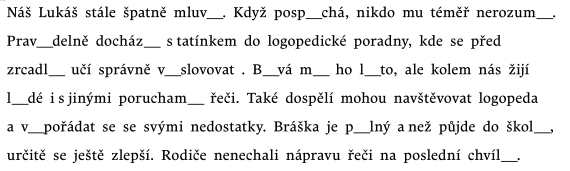 Náš Lukáš stále špatně mluv__. Když posp__chá, nikdo mu téměř nerozum__.
Prav__delně docház__ s tatínkem do logopedické poradny, kde se před
zrcadl__ učí správně v__slovovat . B__vá m__ ho l__to, ale kolem nás žijí
l__dé i s jinými porucham__ řeči. Také dospělí mohou navštěvovat logopeda
a v__pořádat se se svými nedostatky. Bráška je p__lný a než půjde do škol__,
určitě se ještě zlepší. Rodiče nenechali nápravu řeči na poslední chvíl__.